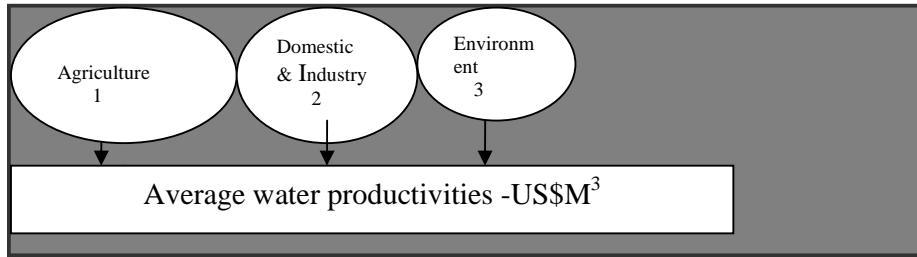 Agriculture
1
Domestic
& Industry
2
Environm
ent
3
Average water productivities -US$M³